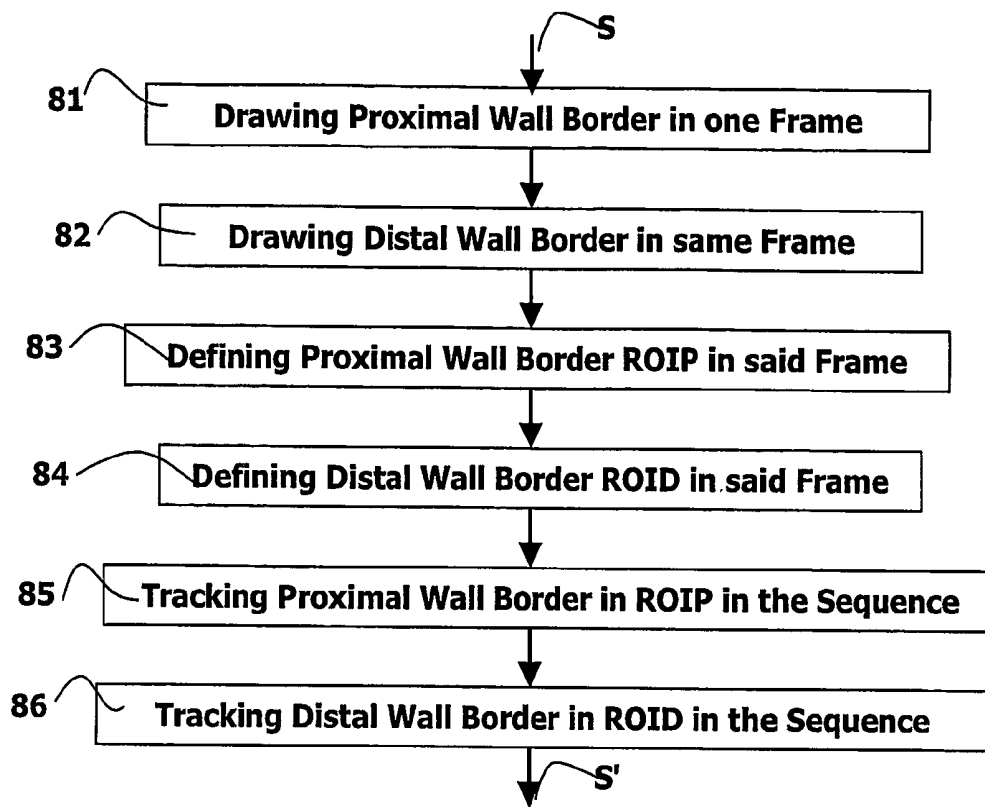 S
81 Drawing Proximal Wall Border in one Frame
82 Drawing Distal Wall Border in same Frame
83 Defining Proximal Wall Border ROIP in said Frame
84 Defining Distal Wall Border ROID in said Frame
85 Tracking Proximal Wall Border in ROIP in the Sequence
86 Tracking Distal Wall Border in ROID in the Sequence
S'